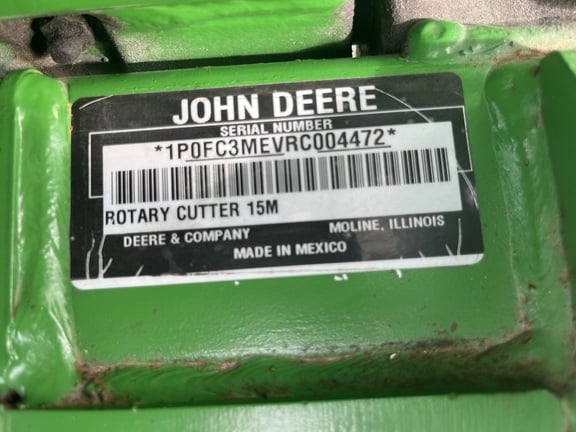 JOHN DEERE
SERIAL NUMBER
*1P0FC3MEVRC004472*
ROTARY CUTTER 15M
DEERE & COMPANY MOLINE, ILLINOIS
MADE IN MEXICO